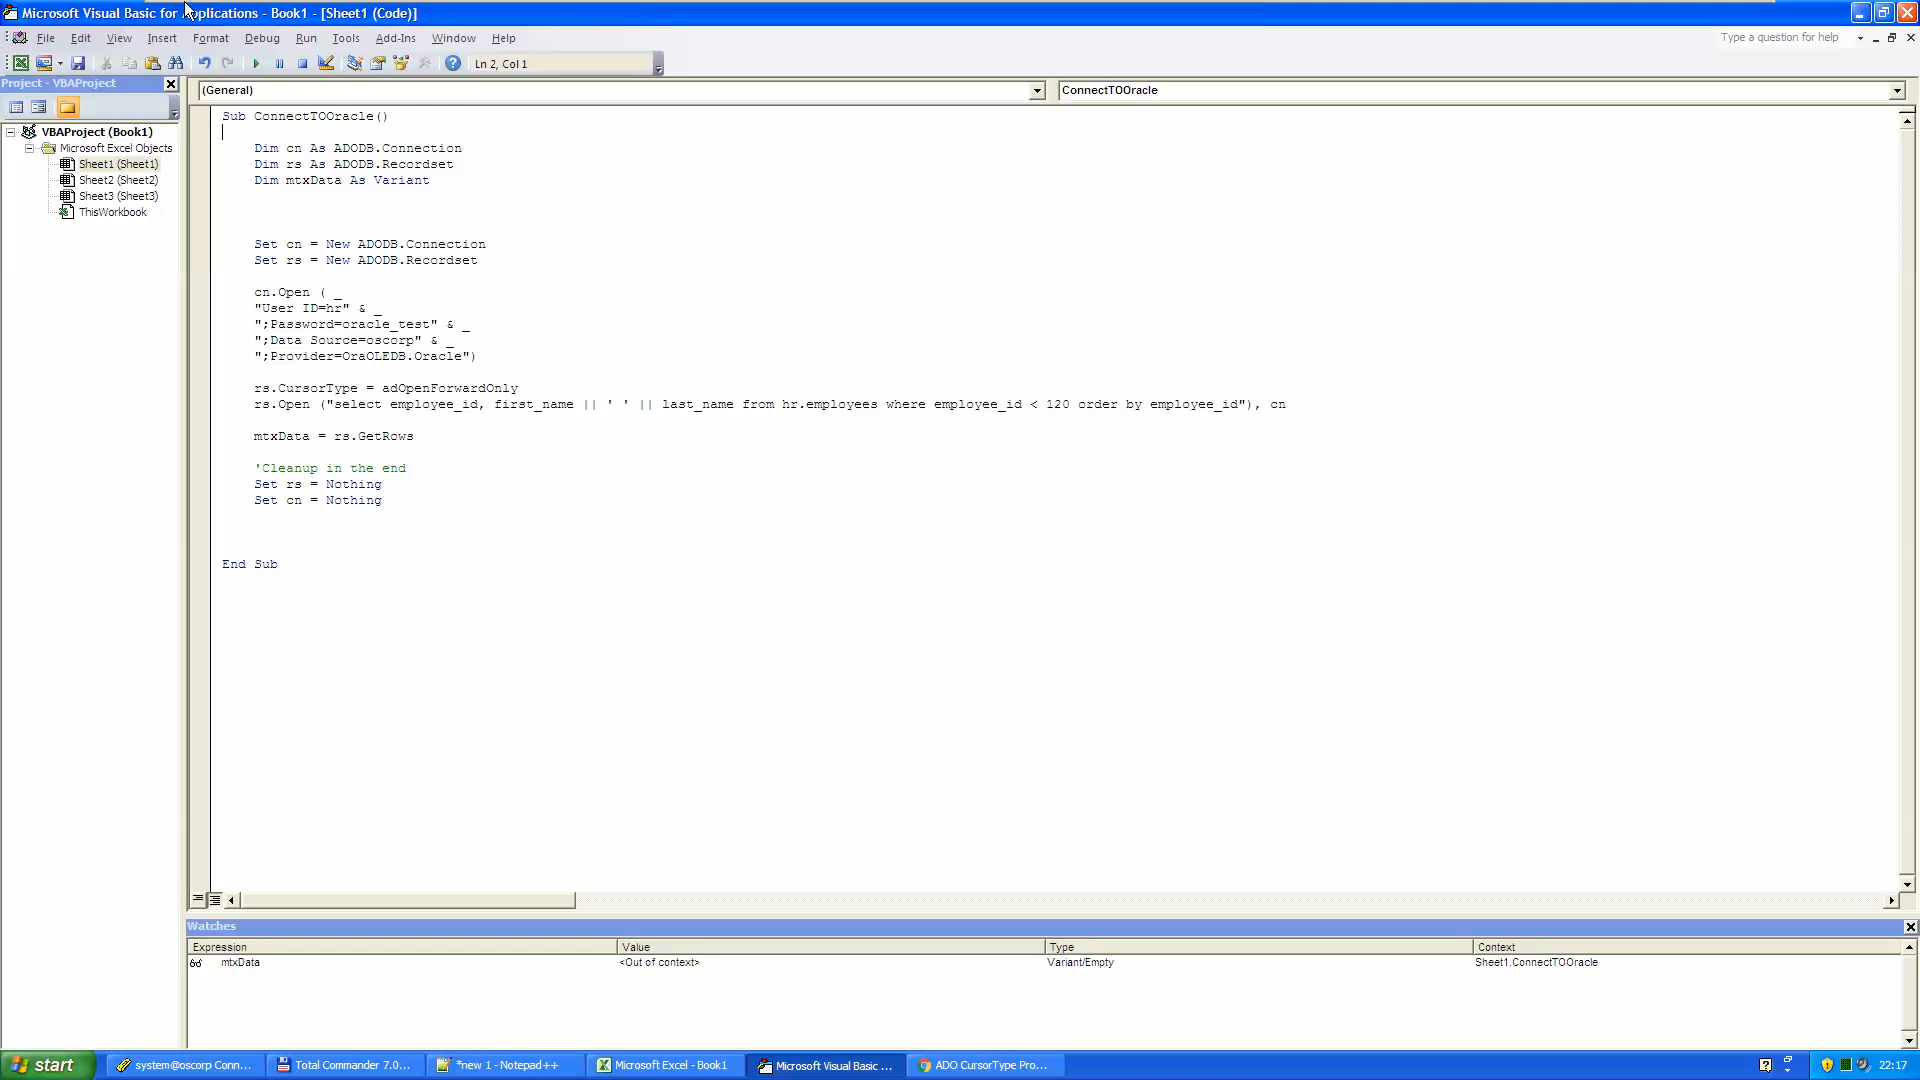 Microsoft Visual Basic for Applications - Book1 - [Sheet1 (Code)]
File Edit View Insert Format Debug Run Tools Add-Ins Window Help
Type a question for help
Ln 2, Col 1
Project - VBAProject
(General)
ConnectTOOracle
VBAProject (Book1)
Microsoft Excel Objects
Sheet1 (Sheet1)
Sheet2 (Sheet2)
Sheet3 (Sheet3)
ThisWorkbook
Sub ConnectTOOracle()
Dim cn As ADODB.Connection
Dim rs As ADODB.Recordset
Dim mtxData As Variant
Set cn = New ADODB.Connection
Set rs = New ADODB.Recordset
cn.Open ( _
"User ID=hr" & _
";Password=oracle_test" & _
";Data Source=oscorp" & _
";Provider=OraOLEDB.Oracle")
rs.CursorType = adOpenForwardOnly
rs.Open ("select employee_id, first_name || ' ' || last_name from hr.employees where employee_id < 120 order by employee_id"), cn
mtxData = rs.GetRows
'Cleanup in the end
Set rs = Nothing
Set cn = Nothing
End Sub
Watches
Expression Value Type Context
mtxData <Out of context> Variant/Empty Sheet1.ConnectTOOracle
start system@oscorp Conn... Total Commander 7.0... *new 1 - Notepad++ Microsoft Excel - Book1 Microsoft Visual Basic ... ADO CursorType Pro... 22:17